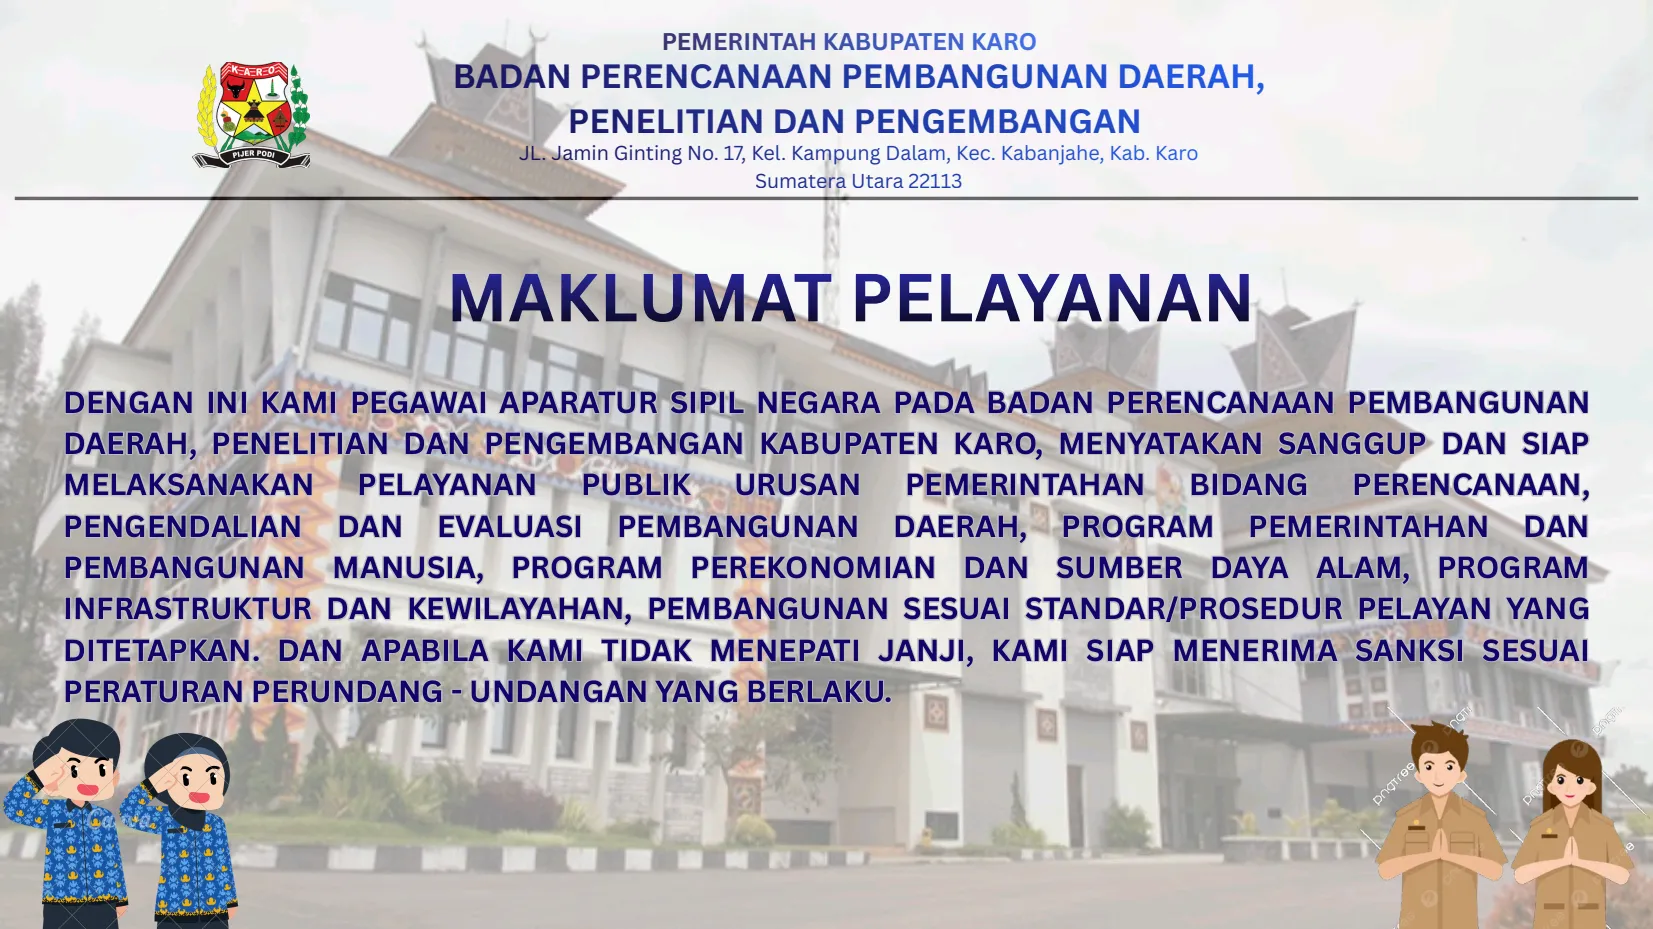 PEMERINTAH KABUPATEN KARO
BADAN PERENCANAAN PEMBANGUNAN DAERAH,
PENELITIAN DAN PENGEMBANGAN
JL. Jamin Ginting No. 17, Kel. Kampung Dalam, Kec. Kabanjahe, Kab. Karo
Sumatera Utara 22113
KARO
PIJER PODI
MAKLUMAT PELAYANAN
DENGAN INI KAMI PEGAWAI APARATUR SIPIL NEGARA PADA BADAN PERENCANAAN PEMBANGUNAN
DAERAH, PENELITIAN DAN PENGEMBANGAN KABUPATEN KARO, MENYATAKAN SANGGUP DAN SIAP
MELAKSANAKAN PELAYANAN PUBLIK URUSAN PEMERINTAHAN BIDANG PERENCANAAN,
PENGENDALIAN DAN EVALUASI PEMBANGUNAN DAERAH, PROGRAM PEMERINTAHAN DAN
PEMBANGUNAN MANUSIA, PROGRAM PEREKONOMIAN DAN SUMBER DAYA ALAM, PROGRAM
INFRASTRUKTUR DAN KEWILAYAHAN, PEMBANGUNAN SESUAI STANDAR/PROSEDUR PELAYAN YANG
DITETAPKAN. DAN APABILA KAMI TIDAK MENEPATI JANJI, KAMI SIAP MENERIMA SANKSI SESUAI
PERATURAN PERUNDANG - UNDANGAN YANG BERLAKU.
Canva
pngtree